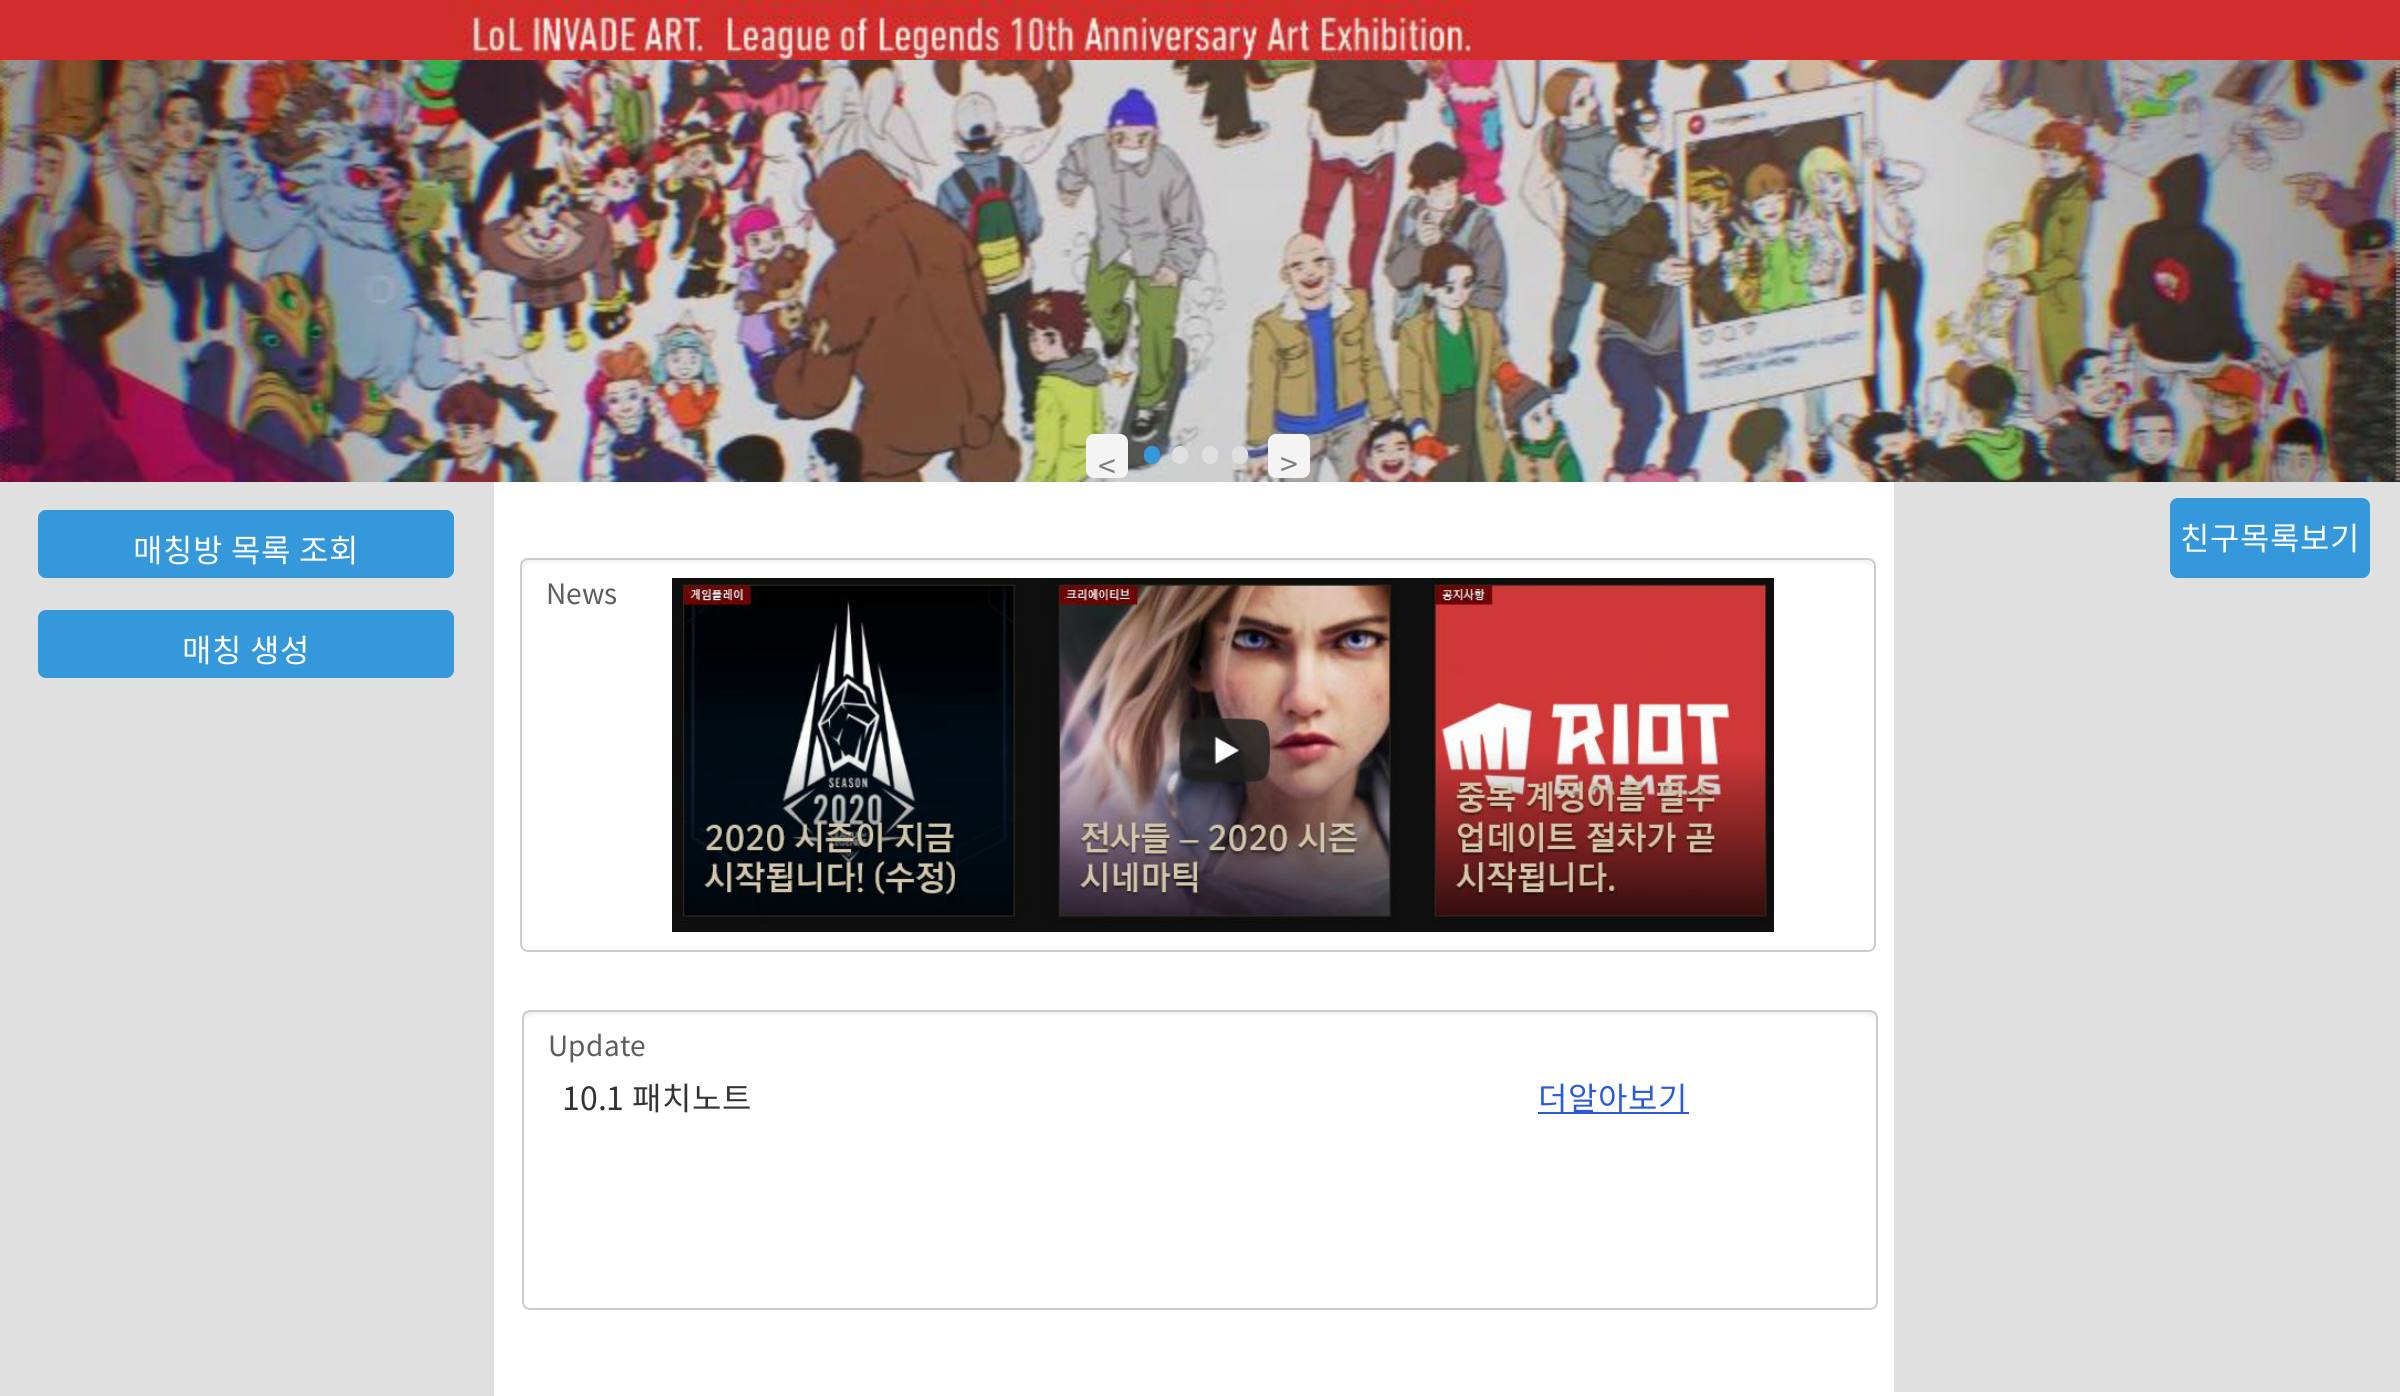 LoL INVADE ART. League of Legends 10th Anniversary Art Exhibition.
<
>
매칭방 목록 조회
매칭 생성
친구목록보기
News
게임플레이
SEASON
2020
2020 시즌이 지금
시작됩니다! (수정)
크리에이티브
전사들 – 2020 시즌
시네마틱
공지사항
RIOT
GAMES
중복 계정이름 필수
업데이트 절차가 곧
시작됩니다.
Update
10.1 패치노트
더알아보기